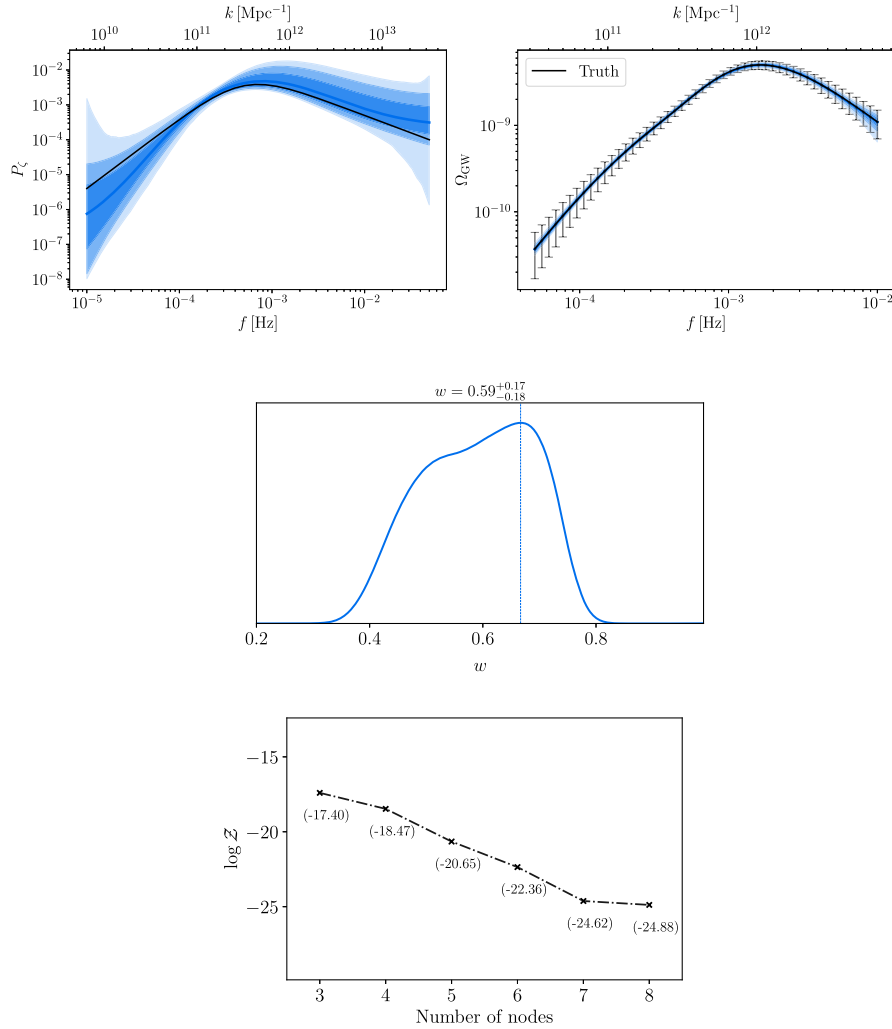 k [Mpc⁻¹]
10¹⁰ 10¹¹ 10¹² 10¹³
P_ζ
10⁻²
10⁻³
10⁻⁴
10⁻⁵
10⁻⁶
10⁻⁷
10⁻⁸
10⁻⁵ 10⁻⁴ 10⁻³ 10⁻²
f [Hz]
k [Mpc⁻¹]
10¹¹ 10¹²
Truth
Ω_GW
10⁻⁹
10⁻¹⁰
10⁻⁴ 10⁻³ 10⁻²
f [Hz]
w = 0.59^{+0.17}_{-0.18}
0.2 0.4 0.6 0.8
w
log 𝒵
−15
−20
−25
(-17.40)
(-18.47)
(-20.65)
(-22.36)
(-24.62)
(-24.88)
3 4 5 6 7 8
Number of nodes